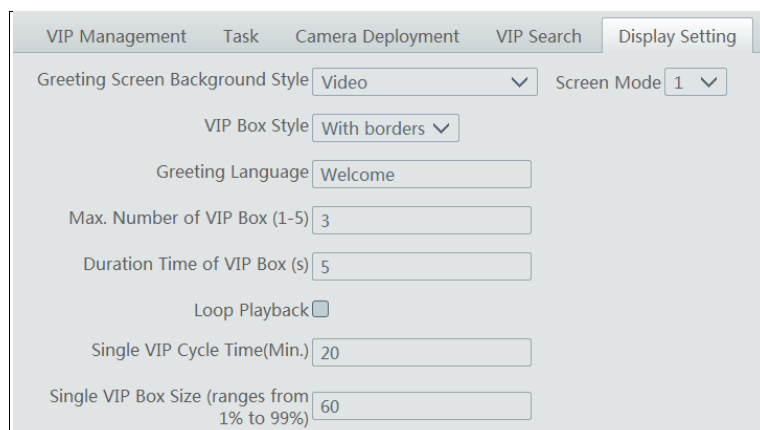 VIP Management Task Camera Deployment VIP Search Display Setting
Greeting Screen Background Style Video Screen Mode 1
VIP Box Style With borders
Greeting Language Welcome
Max. Number of VIP Box (1-5) 3
Duration Time of VIP Box (s) 5
Loop Playback
Single VIP Cycle Time(Min.) 20
Single VIP Box Size (ranges from
1% to 99%) 60